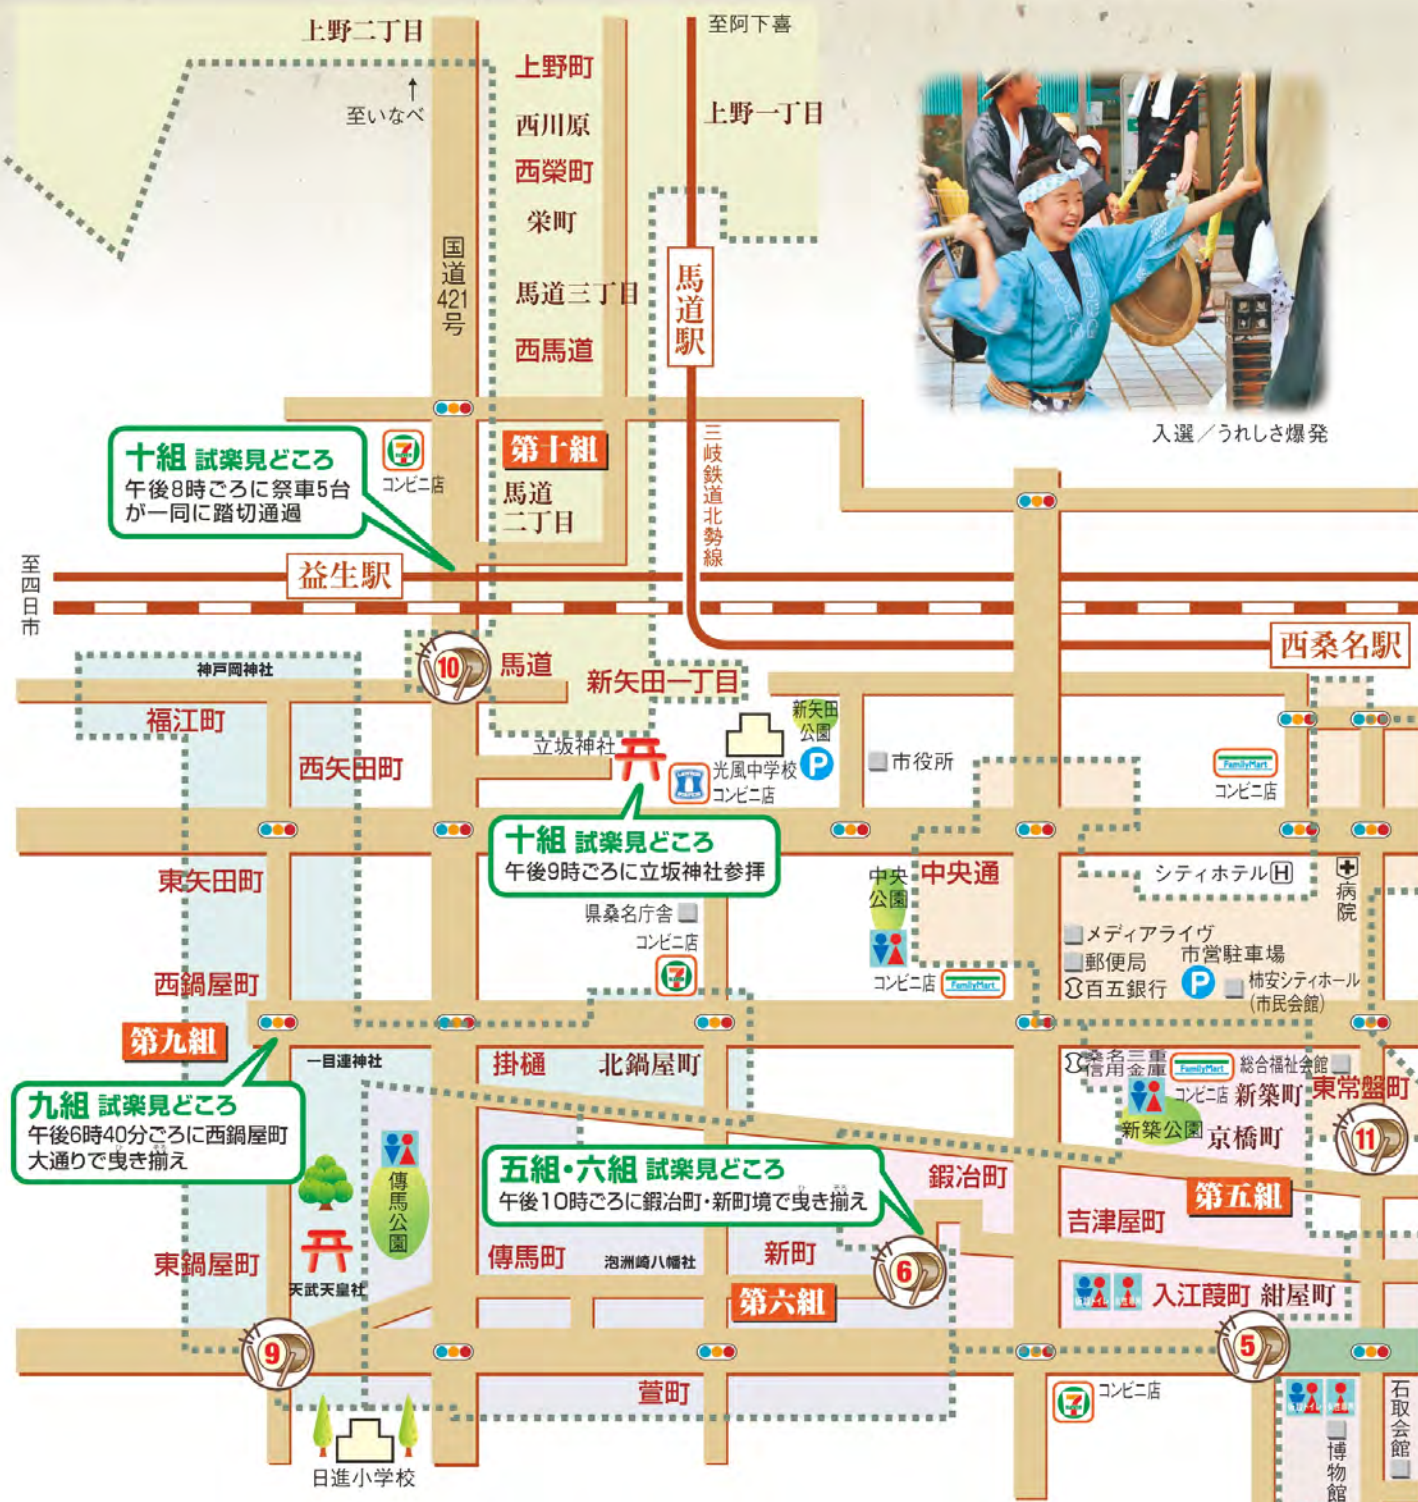 上野二丁目
至いなべ
上野町
西川原
西榮町
栄町
馬道三丁目
西馬道
至阿下喜
上野一丁目
馬道駅
国道421号
入選／うれしさ爆発
十組 試楽見どころ
午後8時ごろに祭車5台
が一同に踏切通過
コンビニ店
第十組
馬道
二丁目
三岐鉄道北勢線
至四日市
益生駅
西桑名駅
神戸岡神社
10
馬道
新矢田一丁目
福江町
西矢田町
立坂神社
光風中学校
コンビニ店
新矢田
公園
P
市役所
FamilyMart
コンビニ店
十組 試楽見どころ
午後9時ごろに立坂神社参拝
東矢田町
中央
公園
中央通
シティホテルH
病院
県桑名庁舎
コンビニ店
西鍋屋町
コンビニ店
FamilyMart
メディアライヴ
郵便局
百五銀行
市営駐車場
P
柿安シティホール
(市民会館)
第九組
一目連神社
掛樋
北鍋屋町
桑名三重
信用金庫
FamilyMart
コンビニ店
総合福祉会館
新築町
東常盤町
新築公園
京橋町
11
九組 試楽見どころ
午後6時40分ごろに西鍋屋町
大通りで曳き揃え
傳馬公園
五組・六組 試楽見どころ
午後10時ごろに鍛冶町・新町境で曳き揃え
鍛冶町
第五組
吉津屋町
東鍋屋町
天武天皇社
傳馬町
泡洲崎八幡社
新町
6
第六組
入江葭町
紺屋町
9
5
萱町
コンビニ店
日進小学校
博物館
石取会館